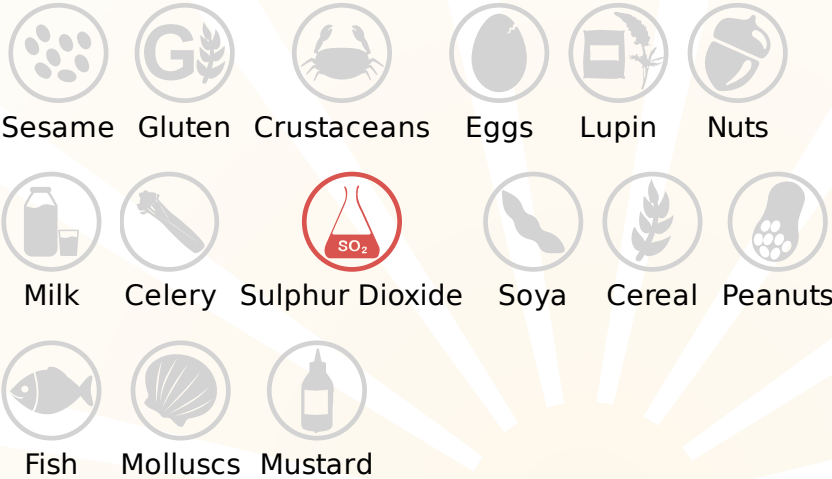 G
Sesame Gluten Crustaceans Eggs Lupin Nuts
SO₂
Milk Celery Sulphur Dioxide Soya Cereal Peanuts
Fish Molluscs Mustard